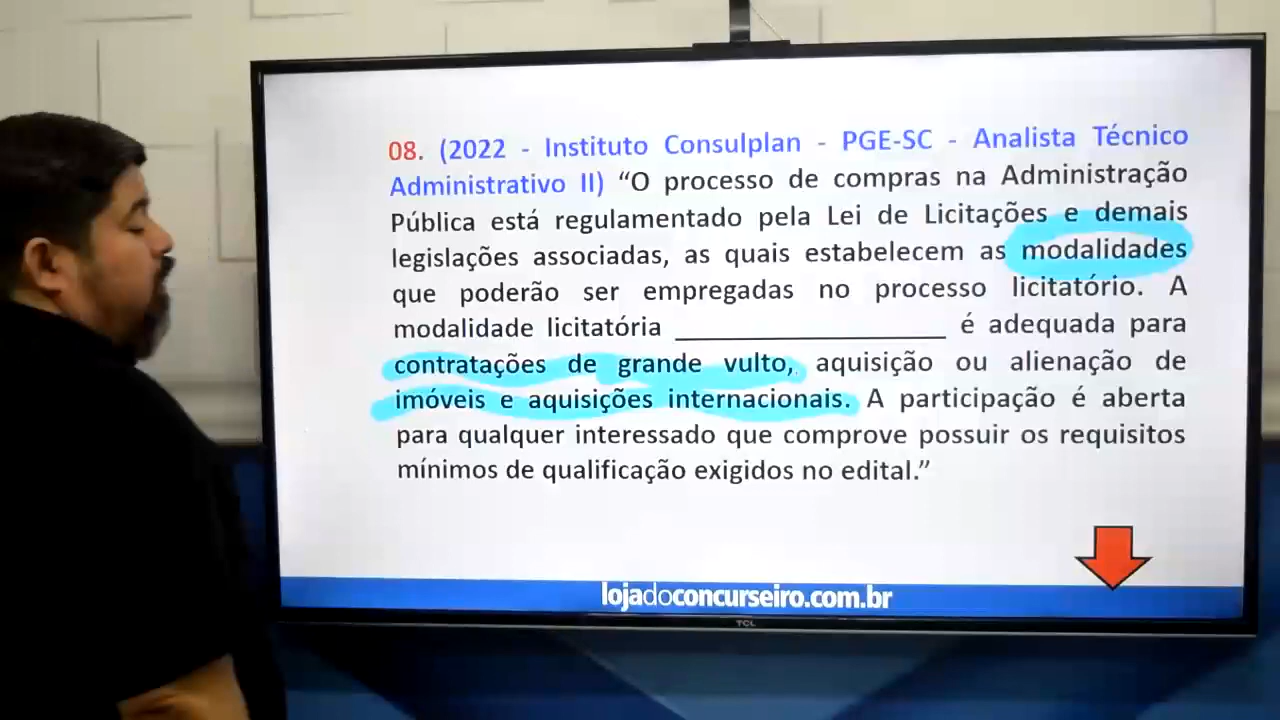 08. (2022 - Instituto Consulplan - PGE-SC - Analista Técnico
Administrativo II) “O processo de compras na Administração
Pública está regulamentado pela Lei de Licitações e demais
legislações associadas, as quais estabelecem as modalidades
que poderão ser empregadas no processo licitatório. A
modalidade licitatória ____________________ é adequada para
contratações de grande vulto, aquisição ou alienação de
imóveis e aquisições internacionais. A participação é aberta
para qualquer interessado que comprove possuir os requisitos
mínimos de qualificação exigidos no edital.”
lojadoconcurseiro.com.br
TCL